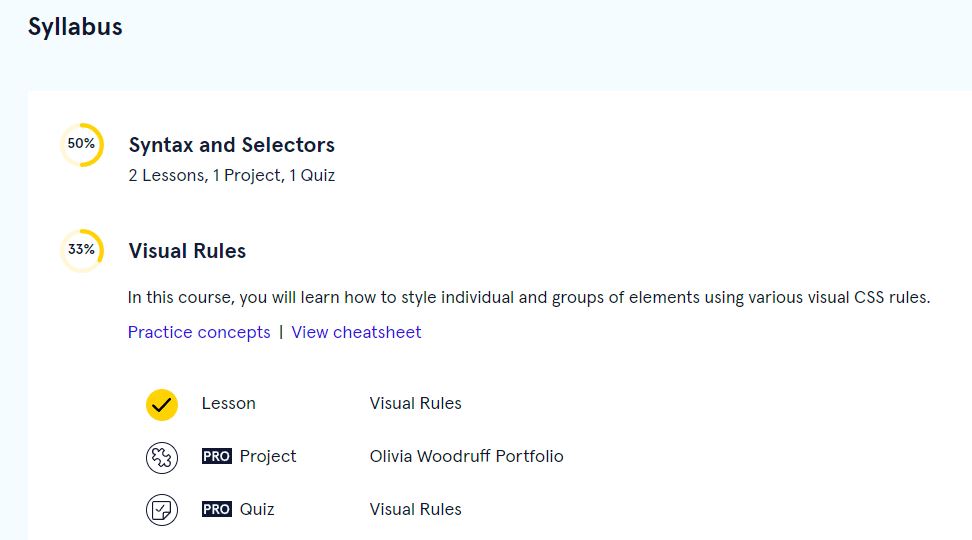 Syllabus
50%
Syntax and Selectors
2 Lessons, 1 Project, 1 Quiz
33%
Visual Rules
In this course, you will learn how to style individual and groups of elements using various visual CSS rules.
Practice concepts | View cheatsheet
Lesson Visual Rules
PRO Project Olivia Woodruff Portfolio
PRO Quiz Visual Rules